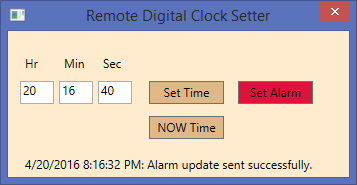 Remote Digital Clock Setter
Hr Min Sec
20 16 40 Set Time Set Alarm
NOW Time
4/20/2016 8:16:32 PM: Alarm update sent successfully.